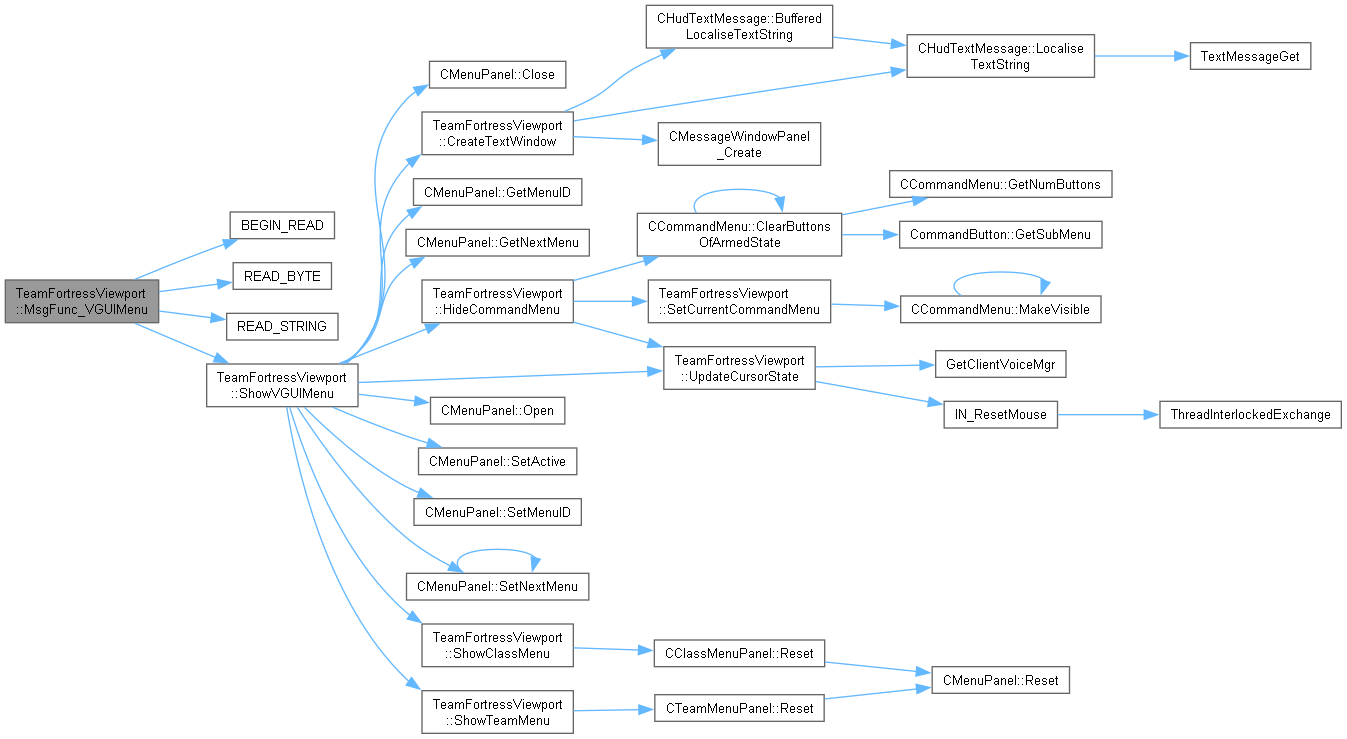 TeamFortressViewport
::MsgFunc_VGUIMenu
BEGIN_READ
READ_BYTE
READ_STRING
TeamFortressViewport
::ShowVGUIMenu
CMenuPanel::Close
TeamFortressViewport
::CreateTextWindow
CMenuPanel::GetMenuID
CMenuPanel::GetNextMenu
TeamFortressViewport
::HideCommandMenu
CMenuPanel::Open
CMenuPanel::SetActive
CMenuPanel::SetMenuID
CMenuPanel::SetNextMenu
TeamFortressViewport
::ShowClassMenu
TeamFortressViewport
::ShowTeamMenu
CHudTextMessage::Buffered
LocaliseTextString
CMessageWindowPanel
_Create
CCommandMenu::ClearButtons
OfArmedState
TeamFortressViewport
::SetCurrentCommandMenu
TeamFortressViewport
::UpdateCursorState
CClassMenuPanel::Reset
CTeamMenuPanel::Reset
CHudTextMessage::Localise
TextString
CCommandMenu::GetNumButtons
CommandButton::GetSubMenu
CCommandMenu::MakeVisible
GetClientVoiceMgr
IN_ResetMouse
CMenuPanel::Reset
TextMessageGet
ThreadInterlockedExchange